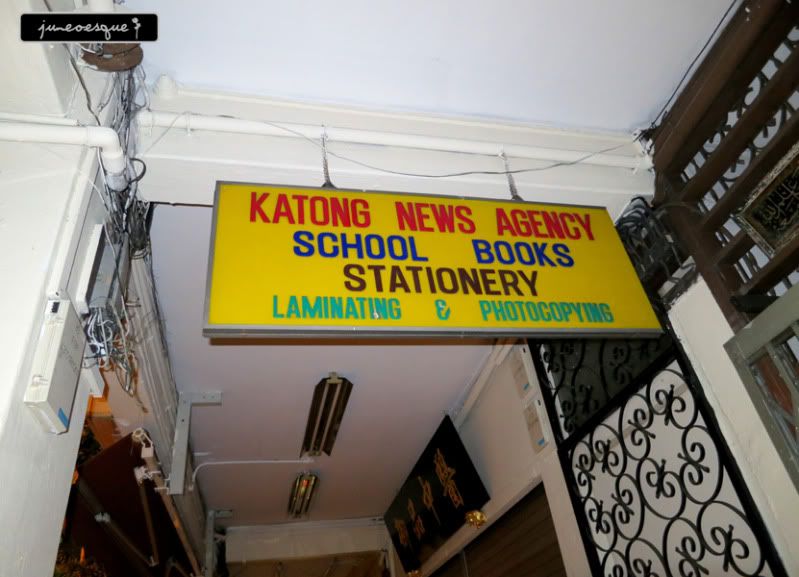 juneoesque
KATONG NEWS AGENCY
SCHOOL BOOKS
STATIONERY
LAMINATING & PHOTOCOPYING